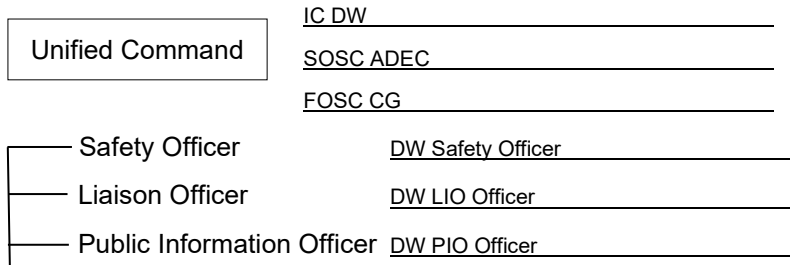 IC DW
Unified Command
SOSC ADEC
FOSC CG
Safety Officer DW Safety Officer
Liaison Officer DW LIO Officer
Public Information Officer DW PIO Officer